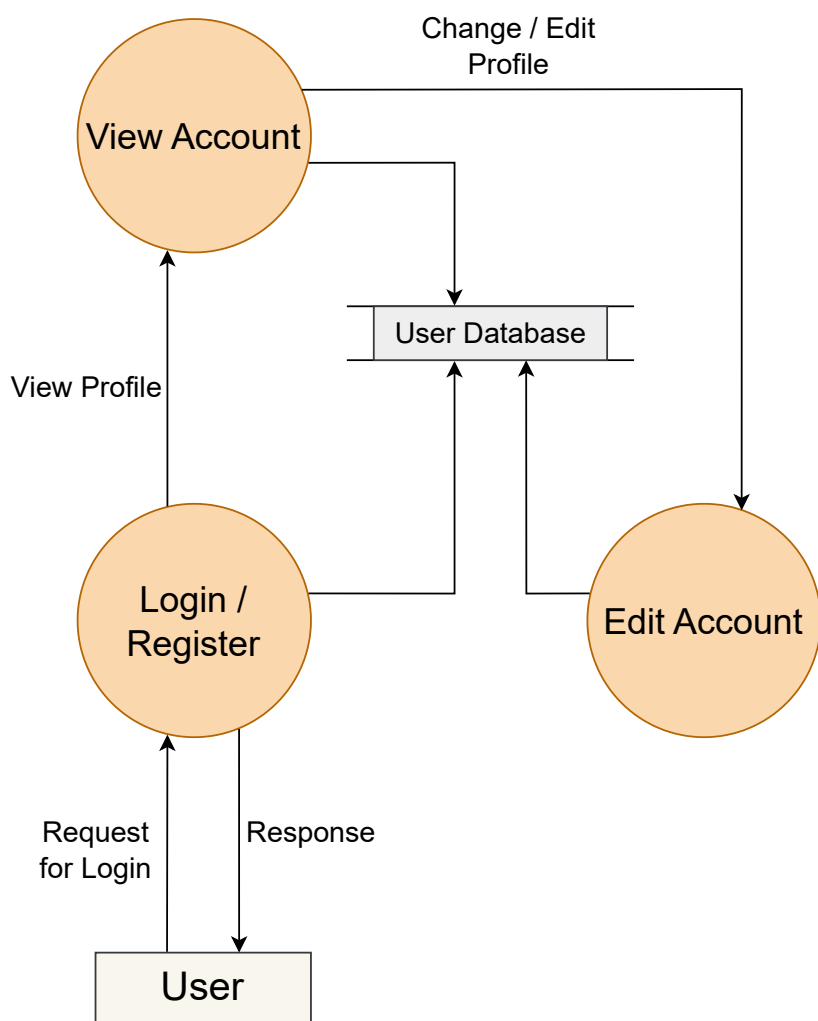 Change / Edit
Profile
View Account
User Database
View Profile
Login /
Register
Edit Account
Request
for Login
Response
User